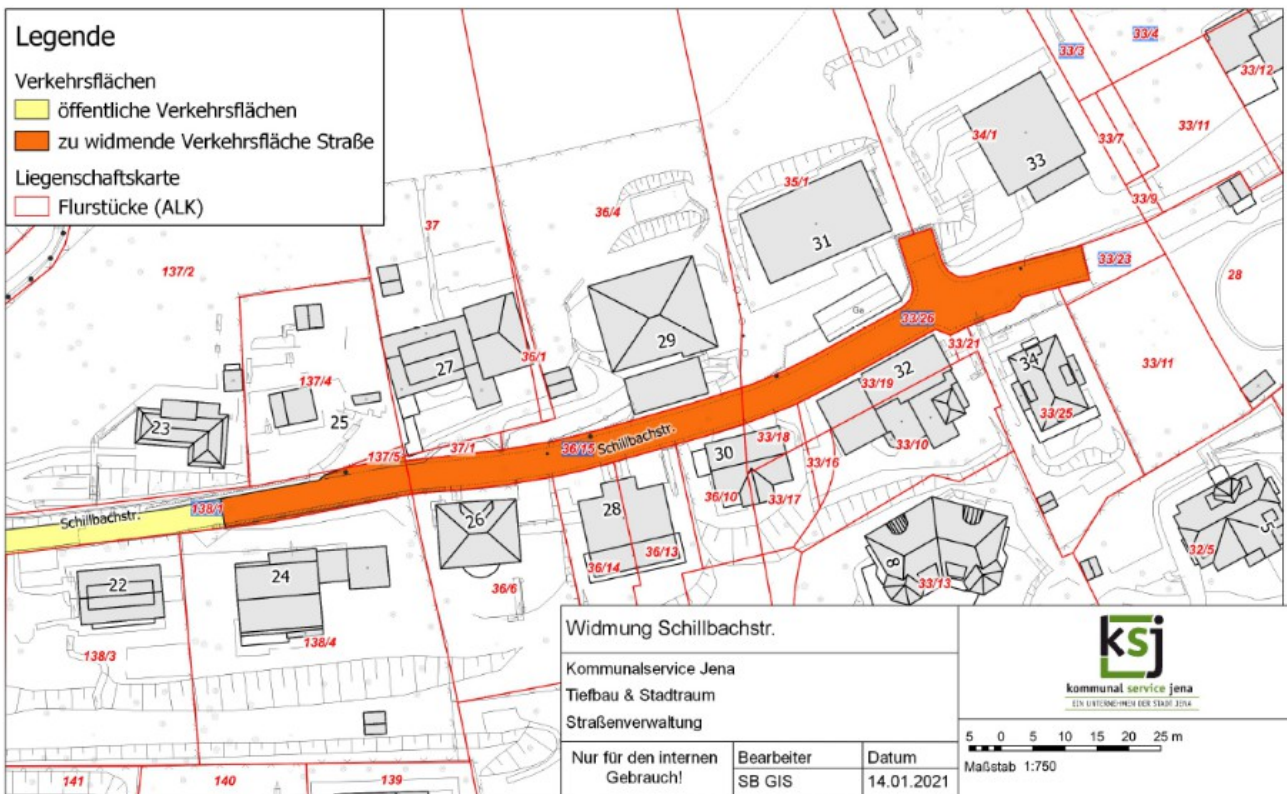 Legende
Verkehrsflächen
öffentliche Verkehrsflächen
zu widmende Verkehrsfläche Straße
Liegenschaftskarte
Flurstücke (ALK)
33/3
33/4
33/12
33/11
33/7
34/1
33
33/9
35/1
31
36/4
37
137/2
33/23
28
33/26
Ge
29
27
36/1
33/21
32
33/19
34
33/11
137/4
25
23
33/25
33/10
33/18
30
33/16
36/15
Schillbachstr.
37/1
137/5
36/10
33/17
138/1
Schillbachstr.
26
28
36/13
36/14
5
32/5
8
33/13
22
24
36/6
138/3
138/4
141
140
139
Widmung Schillbachstr.
Kommunalservice Jena
Tiefbau & Stadtraum
Straßenverwaltung
Nur für den internen
Gebrauch!
Bearbeiter
SB GIS
Datum
14.01.2021
ksj
kommunal service jena
EIN UNTERNEHMEN DER STADT JENA
5 0 5 10 15 20 25 m
Maßstab 1:750